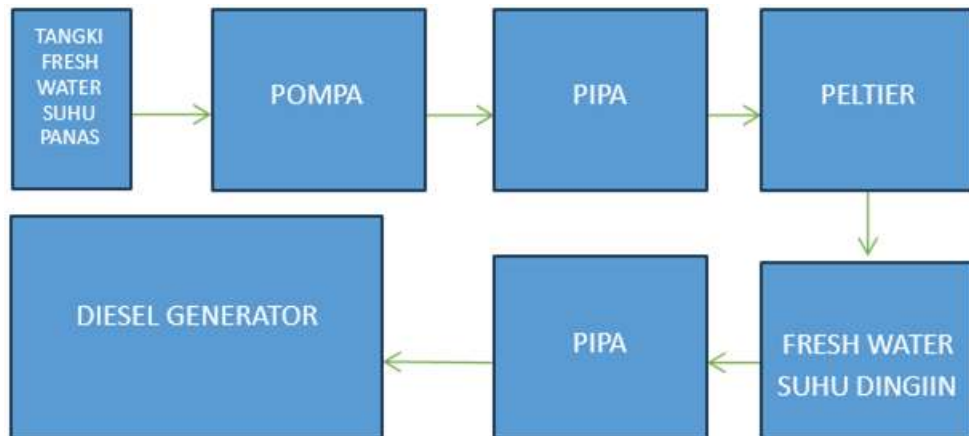 TANGKI
FRESH
WATER
SUHU
PANAS
POMPA
PIPA
PELTIER
DIESEL GENERATOR
PIPA
FRESH WATER
SUHU DINGIIN